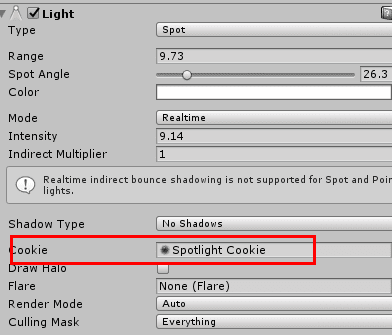 Light
Type Spot
Range 9.73
Spot Angle 26.3
Color
Mode Realtime
Intensity 9.14
Indirect Multiplier 1
Realtime indirect bounce shadowing is not supported for Spot and Poin
lights.
Shadow Type No Shadows
Cookie Spotlight Cookie
Draw Halo
Flare None (Flare)
Render Mode Auto
Culling Mask Everything